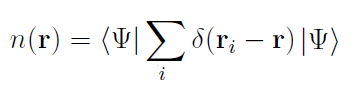 n(r) = ⟨Ψ| ∑_i δ(r_i − r) |Ψ⟩